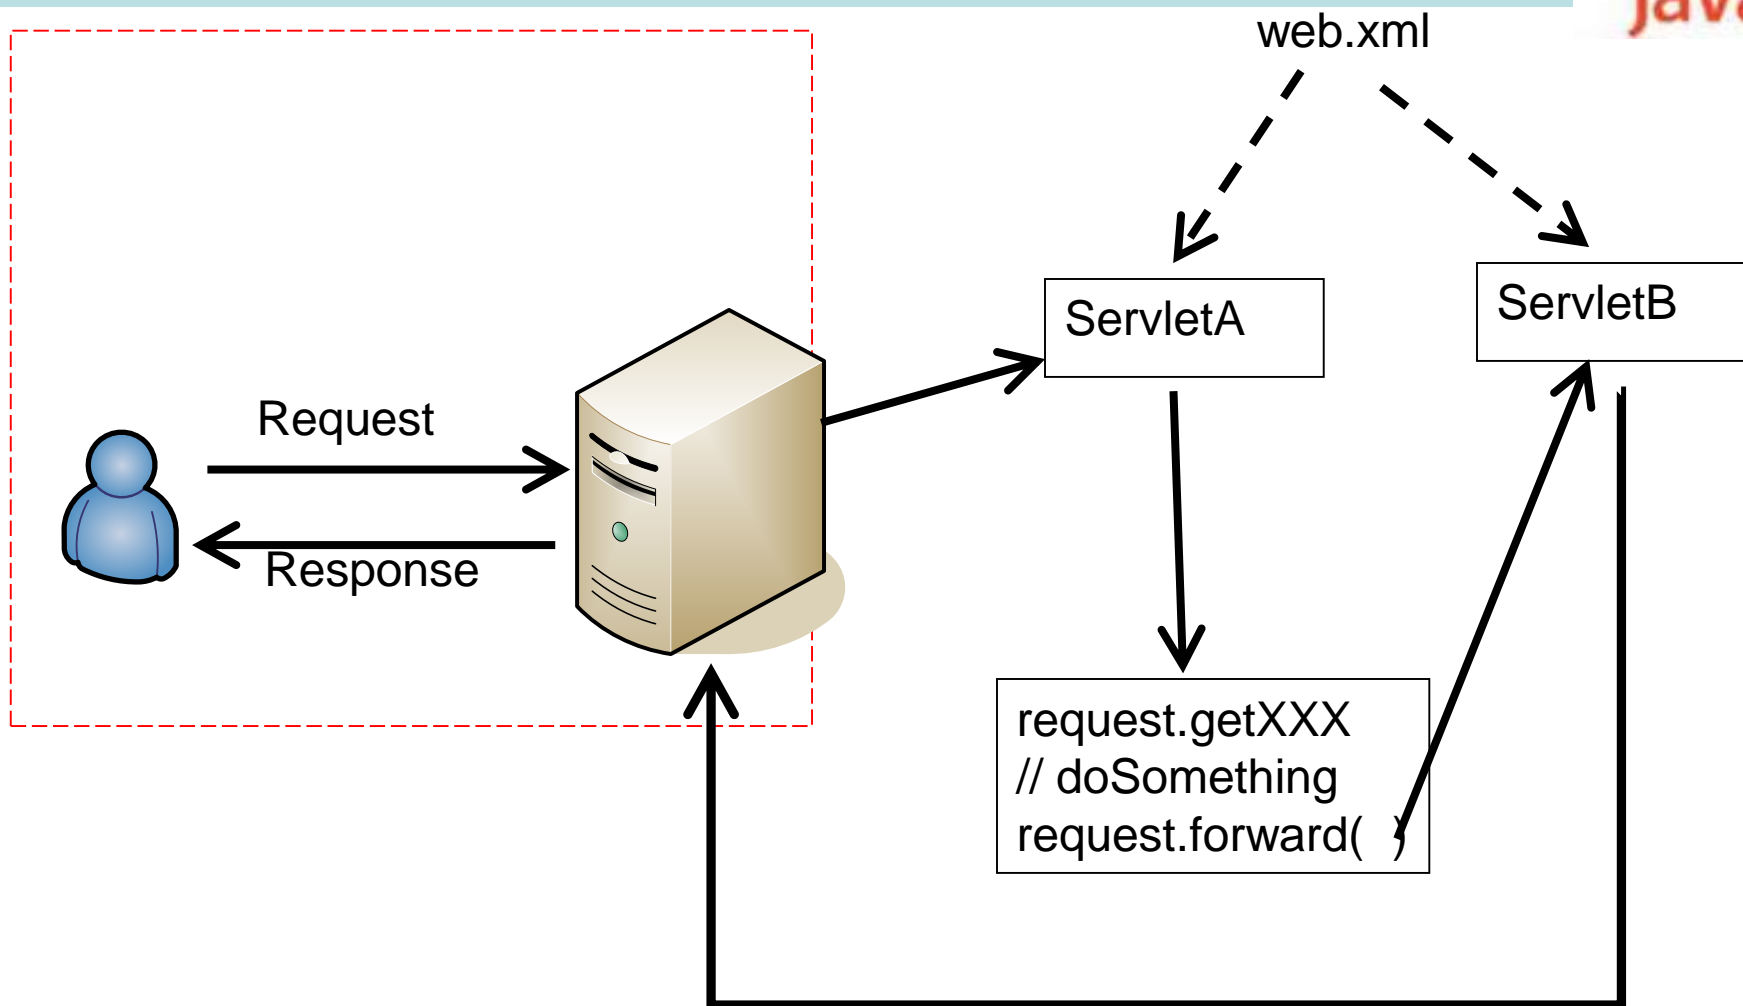 web.xml
ServletA
ServletB
Request
Response
request.getXXX
// doSomething
request.forward(  )